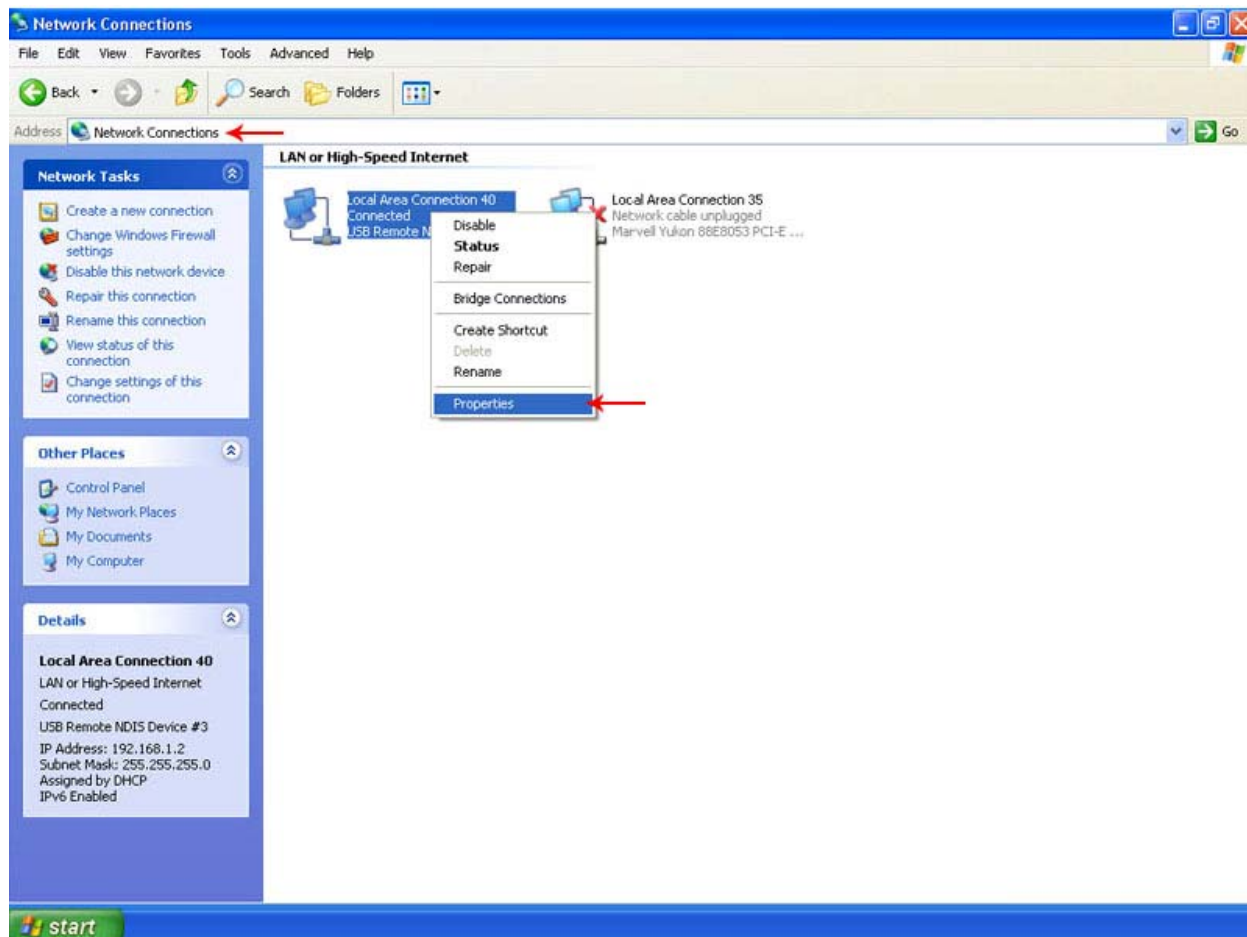 Network Connections
File Edit View Favorites Tools Advanced Help
Back Search Folders
Address Network Connections Go
Network Tasks
Create a new connection
Change Windows Firewall
settings
Disable this network device
Repair this connection
Rename this connection
View status of this
connection
Change settings of this
connection
Other Places
Control Panel
My Network Places
My Documents
My Computer
Details
Local Area Connection 40
LAN or High-Speed Internet
Connected
USB Remote NDIS Device #3
IP Address: 192.168.1.2
Subnet Mask: 255.255.255.0
Assigned by DHCP
IPv6 Enabled
LAN or High-Speed Internet
Local Area Connection 40
Connected
USB Remote N
Local Area Connection 35
Network cable unplugged
Marvell Yukon 88E8053 PCI-E ...
Disable
Status
Repair
Bridge Connections
Create Shortcut
Delete
Rename
Properties
start